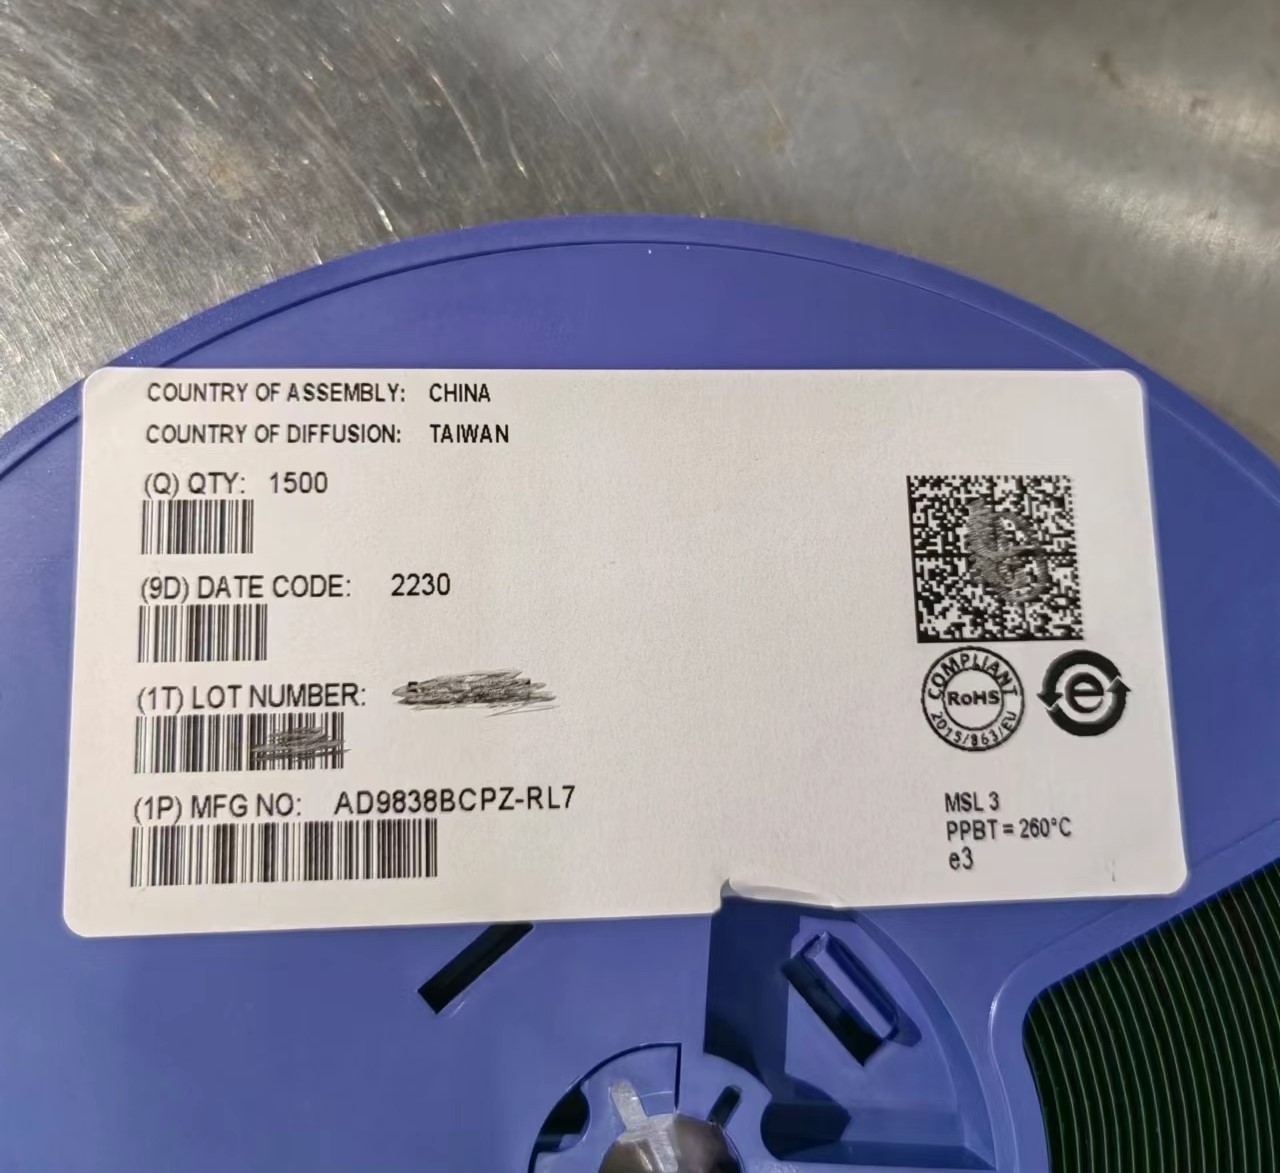 COUNTRY OF ASSEMBLY: CHINA
COUNTRY OF DIFFUSION: TAIWAN
(Q) QTY: 1500
(9D) DATE CODE: 2230
(1T) LOT NUMBER:
(1P) MFG NO: AD9838BCPZ-RL7
COMPLIANT
RoHS
2015/863/EU
e
MSL 3
PPBT = 260°C
e3